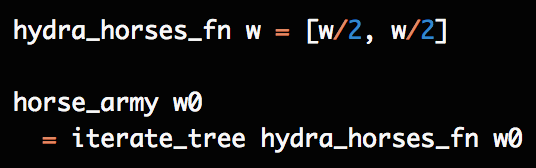 hydra_horses_fn w = [w/2, w/2]
horse_army w0
= iterate_tree hydra_horses_fn w0